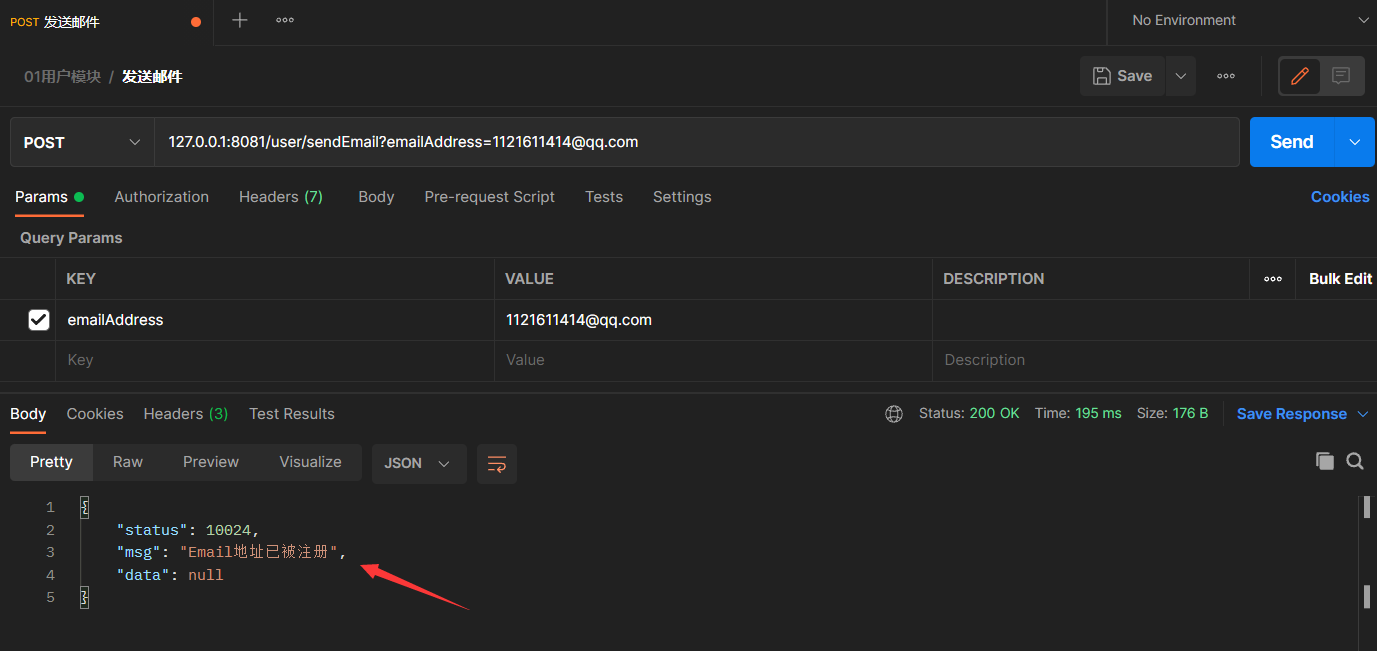 POST 发送邮件
No Environment
01用户模块 / 发送邮件
Save
POST 127.0.0.1:8081/user/sendEmail?emailAddress=1121611414@qq.com Send
Params Authorization Headers (7) Body Pre-request Script Tests Settings Cookies
Query Params
KEY VALUE DESCRIPTION Bulk Edit
emailAddress 1121611414@qq.com
Key Value Description
Body Cookies Headers (3) Test Results Status: 200 OK Time: 195 ms Size: 176 B Save Response
Pretty Raw Preview Visualize JSON
1 {
2 "status": 10024,
3 "msg": "Email地址已被注册",
4 "data": null
5 }